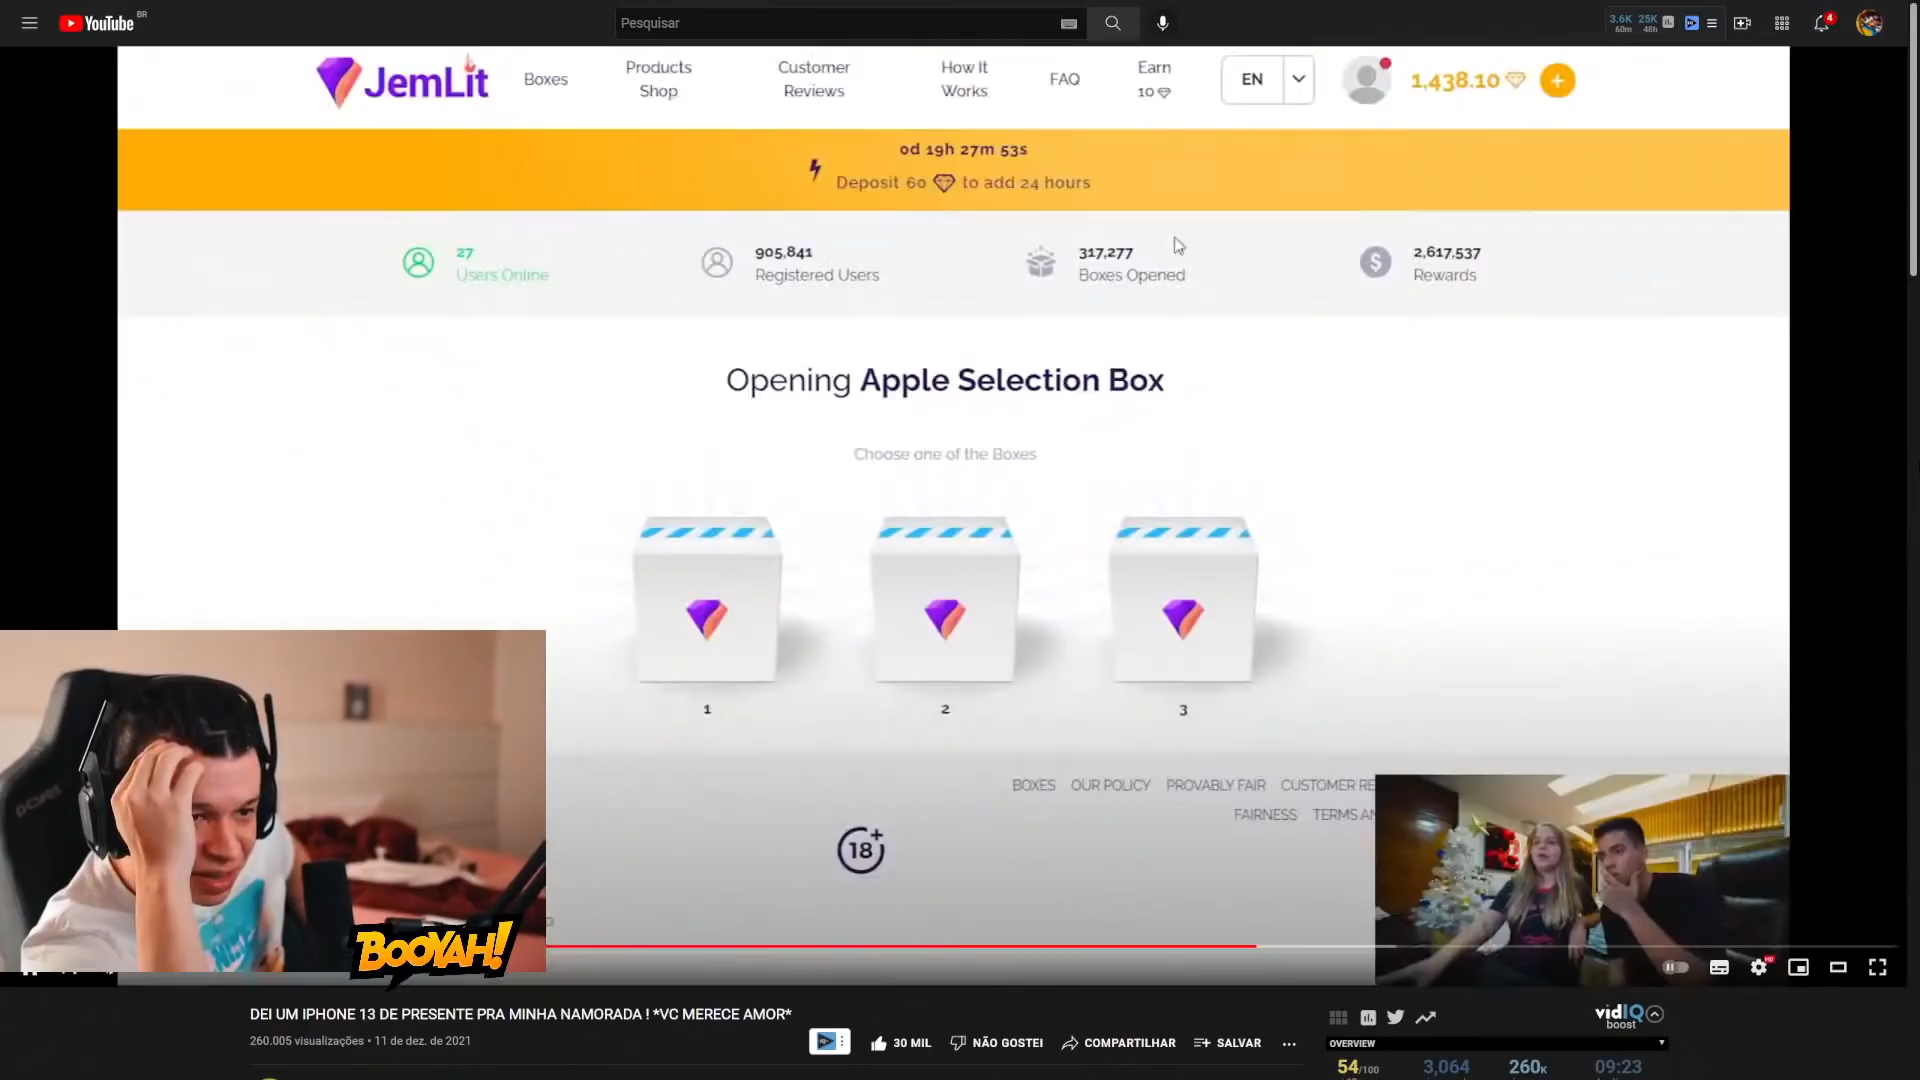 YouTube BR
Pesquisar
3.6K 25K
60m 48h
4
JemLit
Boxes
Products
Shop
Customer
Reviews
How It
Works
FAQ
Earn
10
EN
1,438.10
+
0d 19h 27m 53s
Deposit 60 to add 24 hours
27
Users Online
905,841
Registered Users
317,277
Boxes Opened
2,617,537
Rewards
Opening Apple Selection Box
Choose one of the Boxes
1
2
3
BOXES OUR POLICY PROVABLY FAIR CUSTOMER RE
FAIRNESS TERMS AN
18+
BOOYAH!
HD
DEI UM IPHONE 13 DE PRESENTE PRA MINHA NAMORADA ! *VC MERECE AMOR*
260.005 visualizações • 11 de dez. de 2021
30 MIL
NÃO GOSTEI
COMPARTILHAR
SALVAR
vidIQ
boost
OVERVIEW
54/100
3,064
260K
09:23